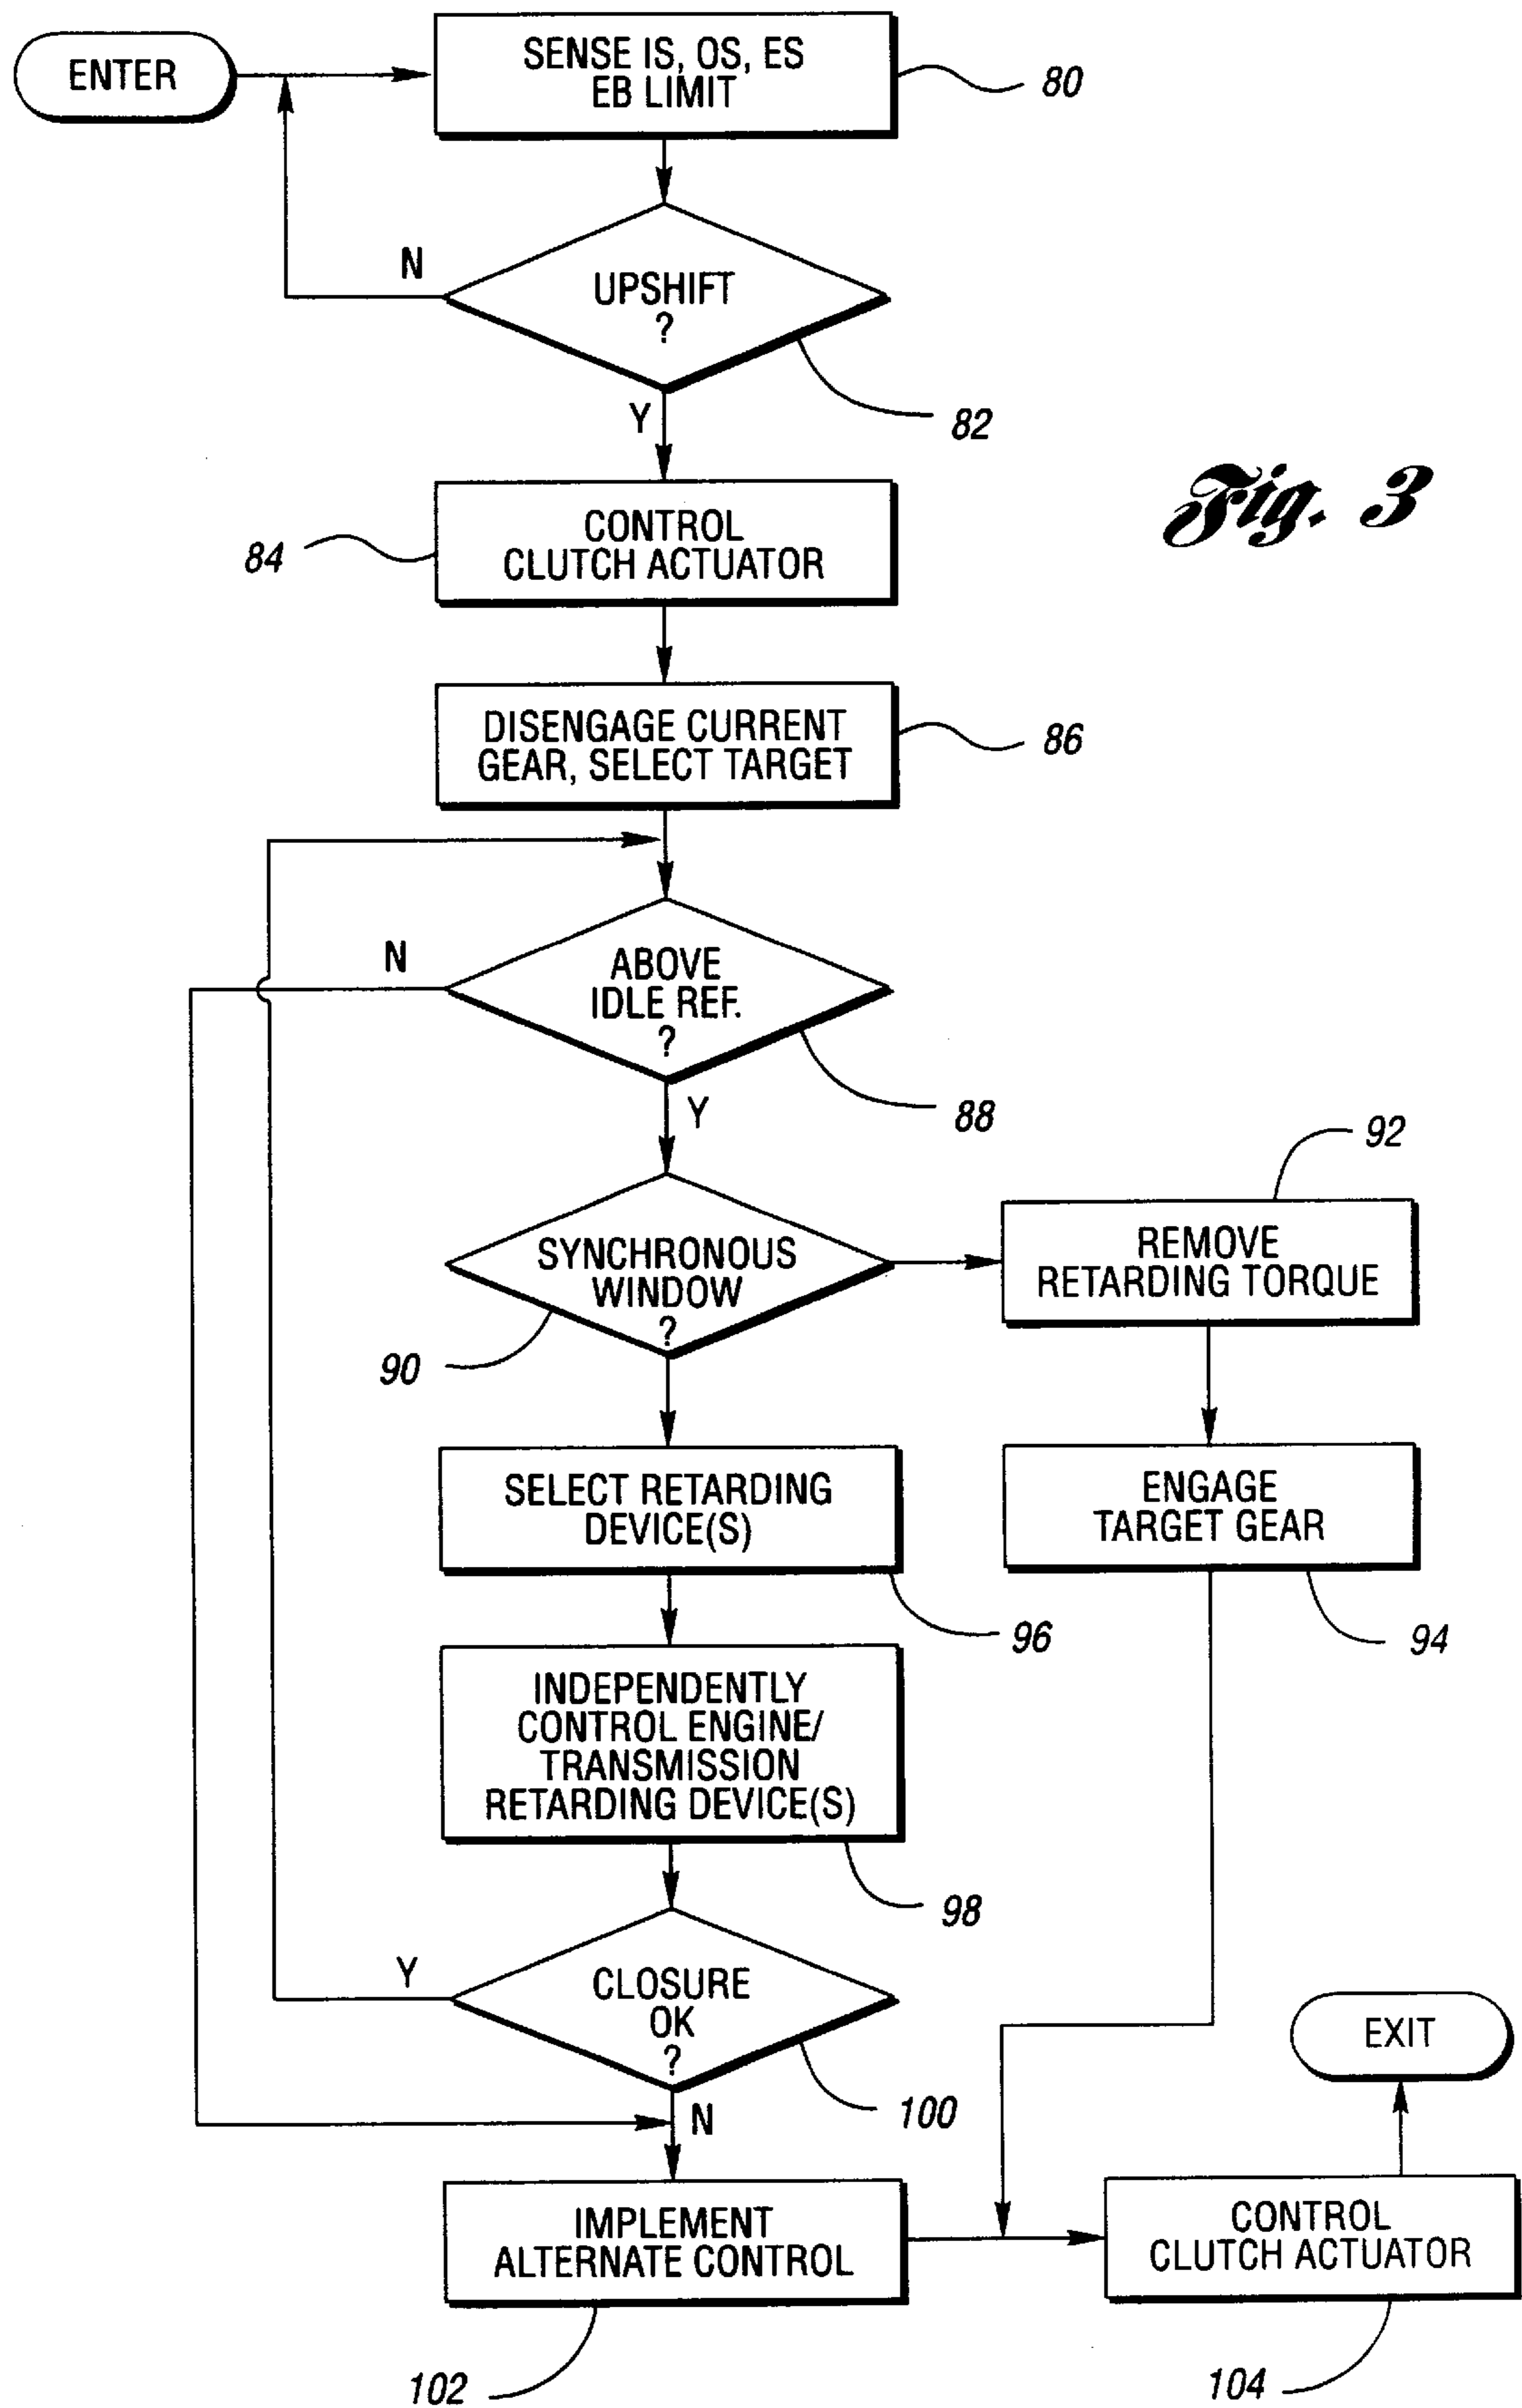 ENTER
SENSE IS, OS, ES
EB LIMIT
80
N
UPSHIFT
?
82
Y
Fig. 3
CONTROL
CLUTCH ACTUATOR
84
DISENGAGE CURRENT
GEAR, SELECT TARGET
86
N
ABOVE
IDLE REF.
?
88
Y
92
SYNCHRONOUS
WINDOW
?
90
REMOVE
RETARDING TORQUE
SELECT RETARDING
DEVICE(S)
96
ENGAGE
TARGET GEAR
94
INDEPENDENTLY
CONTROL ENGINE/
TRANSMISSION
RETARDING DEVICE(S)
98
Y
CLOSURE
OK
?
100
N
EXIT
IMPLEMENT
ALTERNATE CONTROL
102
CONTROL
CLUTCH ACTUATOR
104